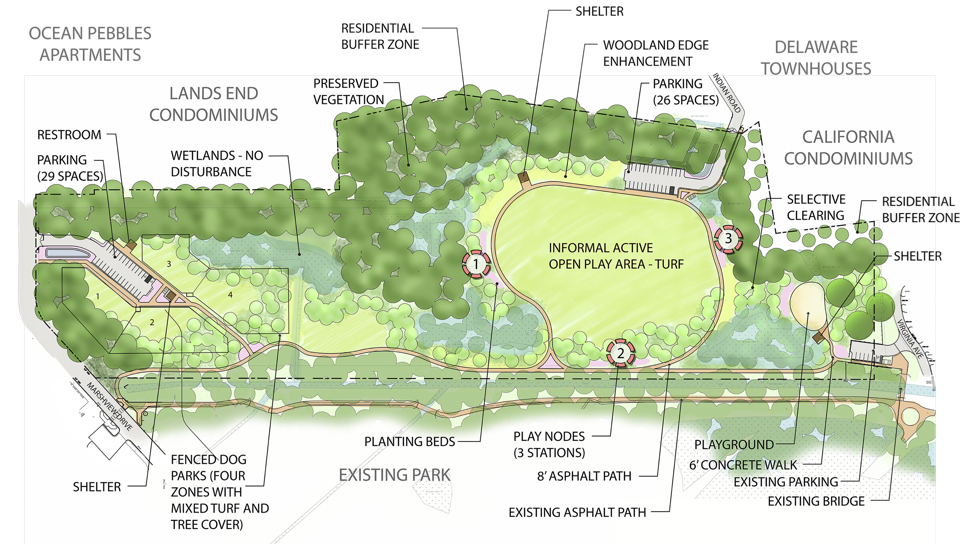 OCEAN PEBBLES
APARTMENTS
RESIDENTIAL
BUFFER ZONE
SHELTER
WOODLAND EDGE
ENHANCEMENT
DELAWARE
TOWNHOUSES
LANDS END
CONDOMINIUMS
PRESERVED
VEGETATION
PARKING
(26 SPACES)
INDIAN ROAD
RESTROOM
PARKING
(29 SPACES)
WETLANDS - NO
DISTURBANCE
CALIFORNIA
CONDOMINIUMS
SELECTIVE
CLEARING
RESIDENTIAL
BUFFER ZONE
SHELTER
INFORMAL ACTIVE
OPEN PLAY AREA - TURF
1
2
3
1
2
3
4
VIRGINIA AVE
MARSHVIEW DRIVE
PLANTING BEDS
PLAY NODES
(3 STATIONS)
8' ASPHALT PATH
EXISTING ASPHALT PATH
PLAYGROUND
6' CONCRETE WALK
EXISTING PARKING
EXISTING BRIDGE
EXISTING PARK
SHELTER
FENCED DOG
PARKS (FOUR
ZONES WITH
MIXED TURF AND
TREE COVER)